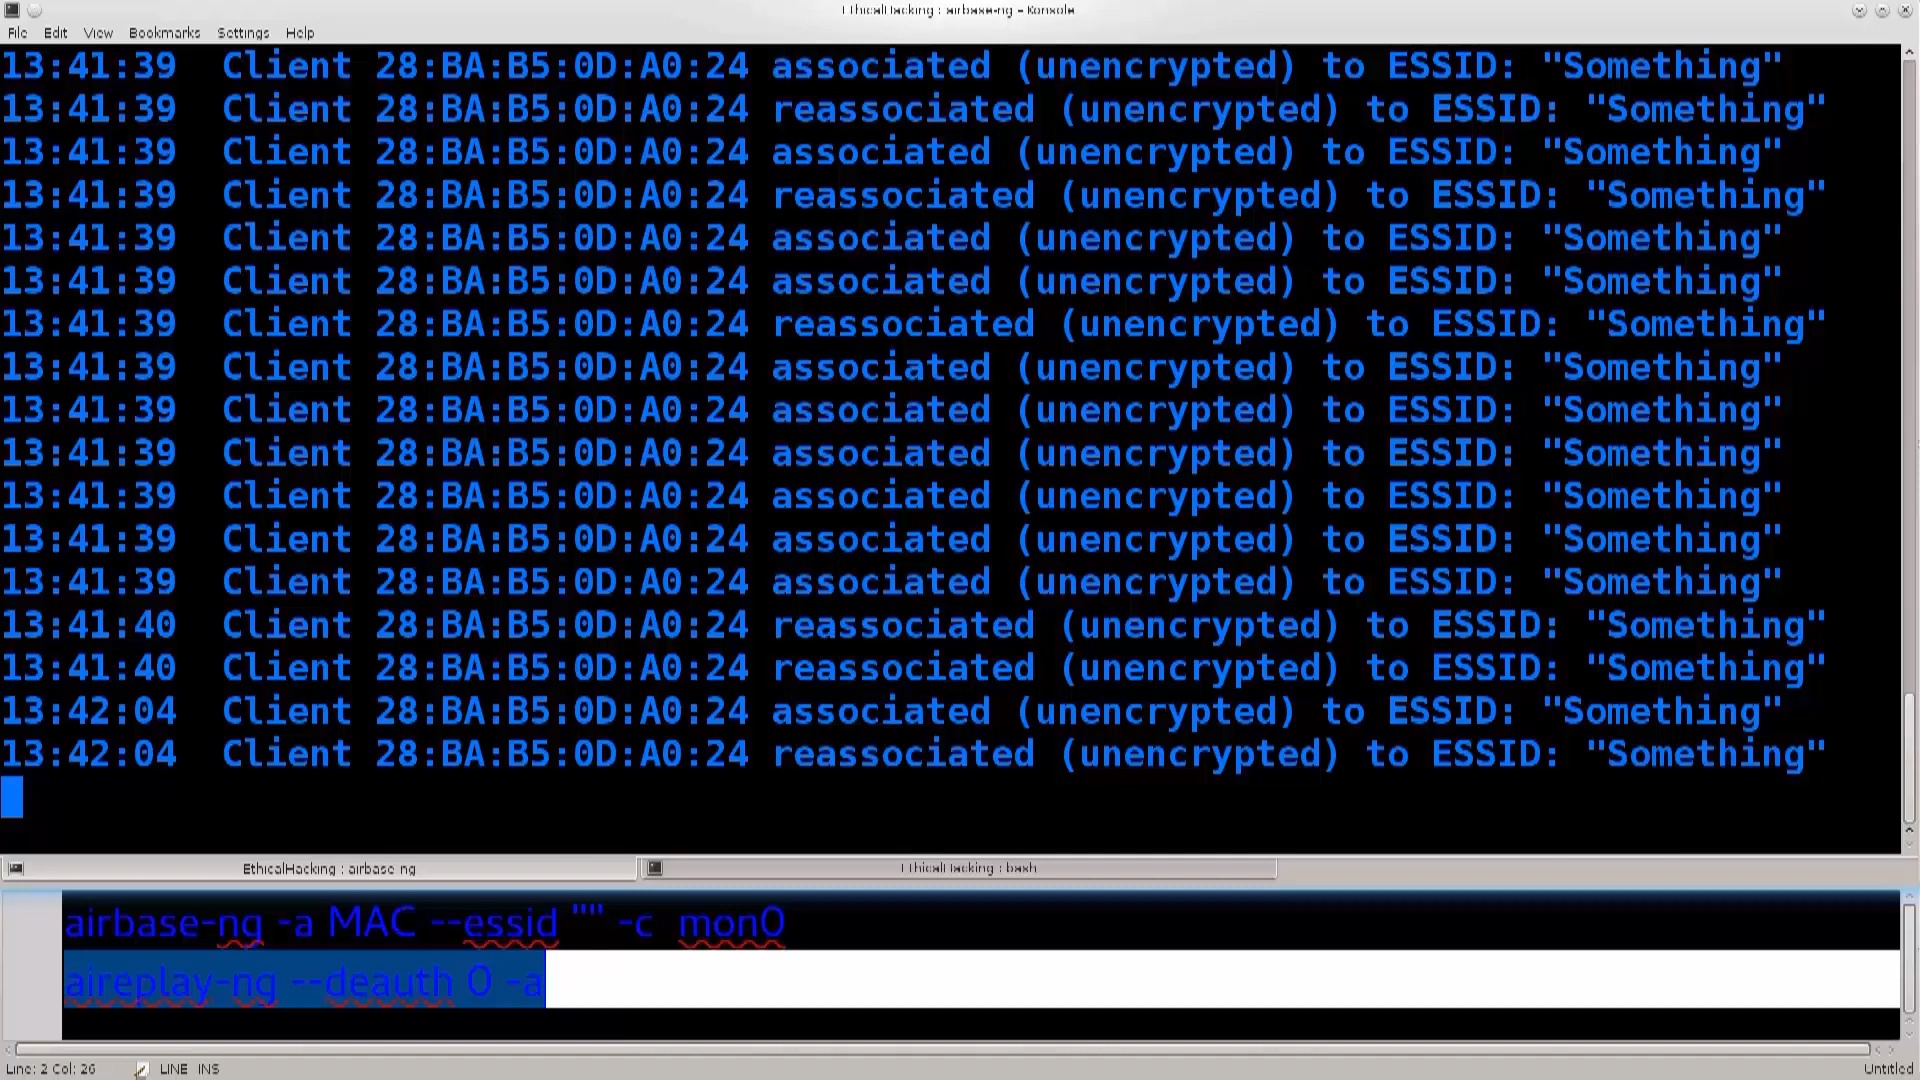 EthicalHacking : airbase-ng – Konsole
File Edit View Bookmarks Settings Help
13:41:39 Client 28:BA:B5:0D:A0:24 associated (unencrypted) to ESSID: "Something"
13:41:39 Client 28:BA:B5:0D:A0:24 reassociated (unencrypted) to ESSID: "Something"
13:41:39 Client 28:BA:B5:0D:A0:24 associated (unencrypted) to ESSID: "Something"
13:41:39 Client 28:BA:B5:0D:A0:24 reassociated (unencrypted) to ESSID: "Something"
13:41:39 Client 28:BA:B5:0D:A0:24 associated (unencrypted) to ESSID: "Something"
13:41:39 Client 28:BA:B5:0D:A0:24 associated (unencrypted) to ESSID: "Something"
13:41:39 Client 28:BA:B5:0D:A0:24 reassociated (unencrypted) to ESSID: "Something"
13:41:39 Client 28:BA:B5:0D:A0:24 associated (unencrypted) to ESSID: "Something"
13:41:39 Client 28:BA:B5:0D:A0:24 associated (unencrypted) to ESSID: "Something"
13:41:39 Client 28:BA:B5:0D:A0:24 associated (unencrypted) to ESSID: "Something"
13:41:39 Client 28:BA:B5:0D:A0:24 associated (unencrypted) to ESSID: "Something"
13:41:39 Client 28:BA:B5:0D:A0:24 associated (unencrypted) to ESSID: "Something"
13:41:39 Client 28:BA:B5:0D:A0:24 associated (unencrypted) to ESSID: "Something"
13:41:40 Client 28:BA:B5:0D:A0:24 reassociated (unencrypted) to ESSID: "Something"
13:41:40 Client 28:BA:B5:0D:A0:24 reassociated (unencrypted) to ESSID: "Something"
13:42:04 Client 28:BA:B5:0D:A0:24 associated (unencrypted) to ESSID: "Something"
13:42:04 Client 28:BA:B5:0D:A0:24 reassociated (unencrypted) to ESSID: "Something"
EthicalHacking : airbase-ng EthicalHacking : bash
airbase-ng -a MAC --essid "" -c mon0
aireplay-ng --deauth 0 -a
Line: 2 Col: 26 LINE INS Untitled